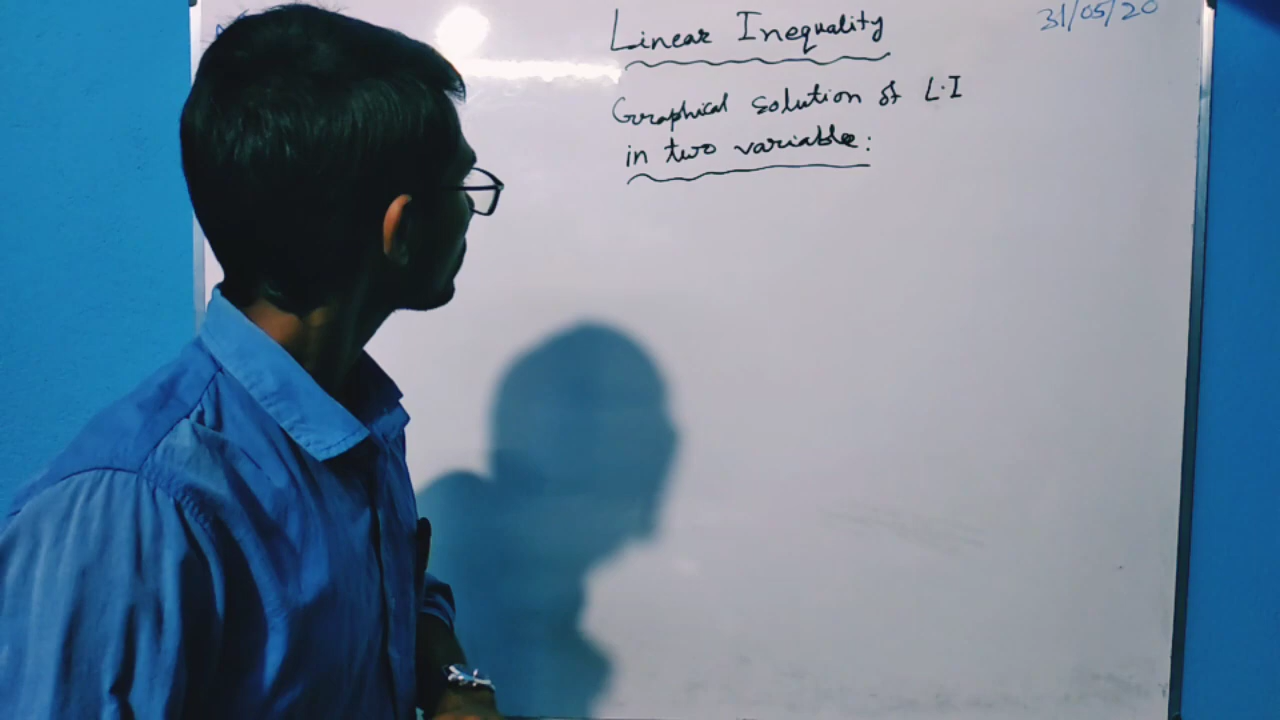 Linear Inequality
31/05/20
Graphical solution of L.I
in two variable: